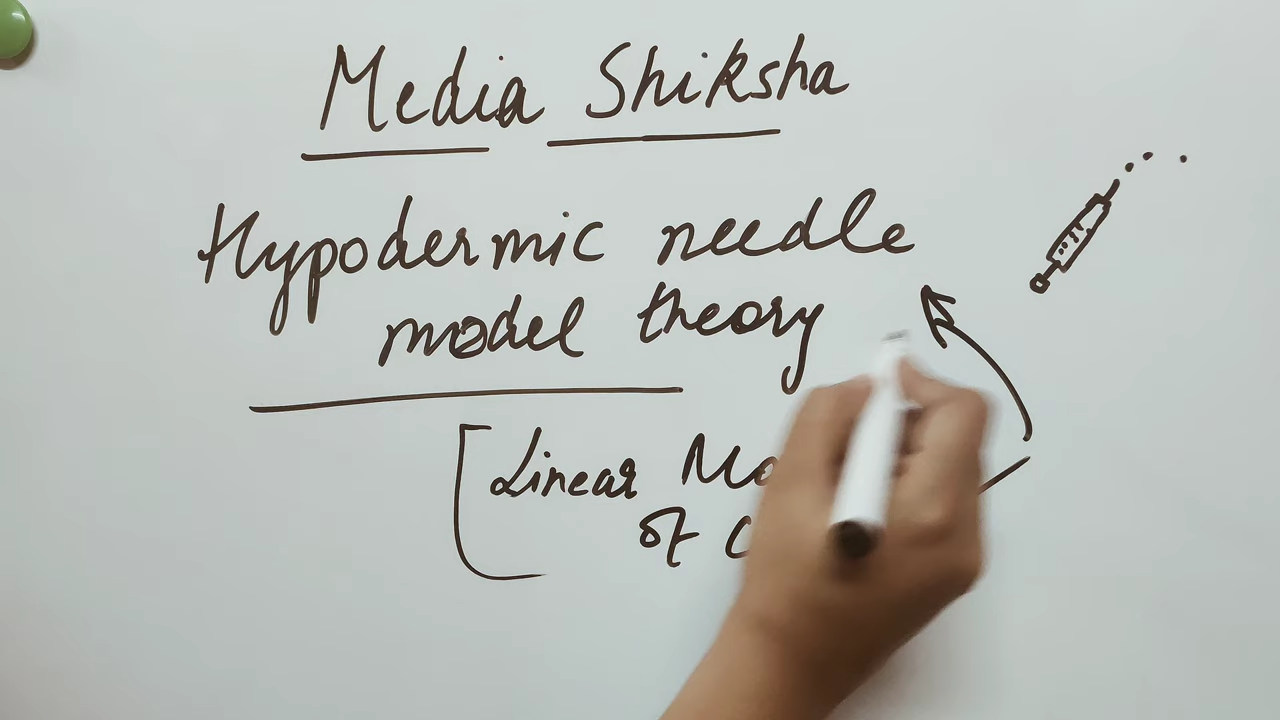 Media Shiksha
Hypodermic needle
model theory
Linear
of